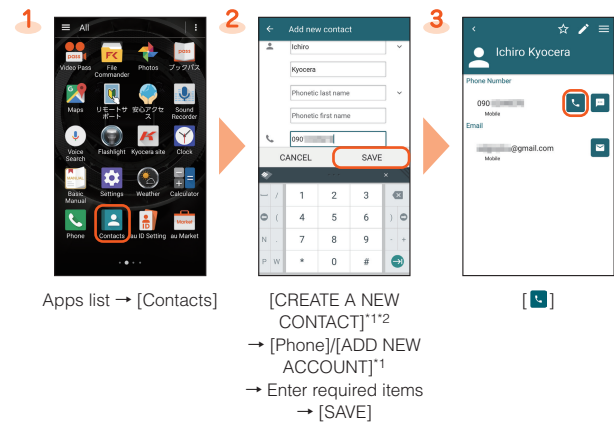 1
All
Video Pass
FC
File
Commander
Photos
pass
ブックパス
Maps
リモートサ
ポート
安心アクセ
ス
Sound
Recorder
Voice
Search
Flashlight
Kyocera site
Clock
Basic
Manual
Settings
Weather
Calculator
Phone
Contacts
ID
au ID Setting
Market
au Market
Apps list → [Contacts]
2
Add new contact
Ichiro
Kyocera
Phonetic last name
Phonetic first name
090
CANCEL SAVE
/ 1 2 3
( 4 5 6 )
N . 7 8 9 - +
P W * 0 #
[CREATE A NEW
CONTACT]*1*2
→ [Phone]/[ADD NEW
ACCOUNT]*1
→ Enter required items
→ [SAVE]
3
Ichiro Kyocera
Phone Number
090
Mobile
Email
@gmail.com
Mobile
[ ]